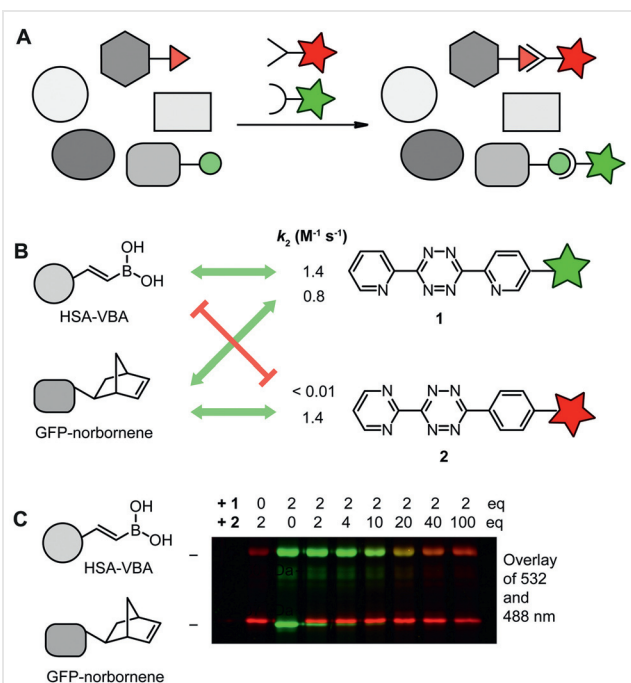 A
B
k₂ (M⁻¹ s⁻¹)
OH
B
OH
HSA-VBA
1.4
0.8
N
N
N
N
N
N
1
GFP-norbornene
< 0.01
1.4
N
N
N
N
N
N
2
C
+ 1 0 2 2 2 2 2 2 2 eq
+ 2 2 0 2 4 10 20 40 100 eq
OH
B
OH
HSA-VBA
–
GFP-norbornene
–
Overlay
of 532
and
488 nm